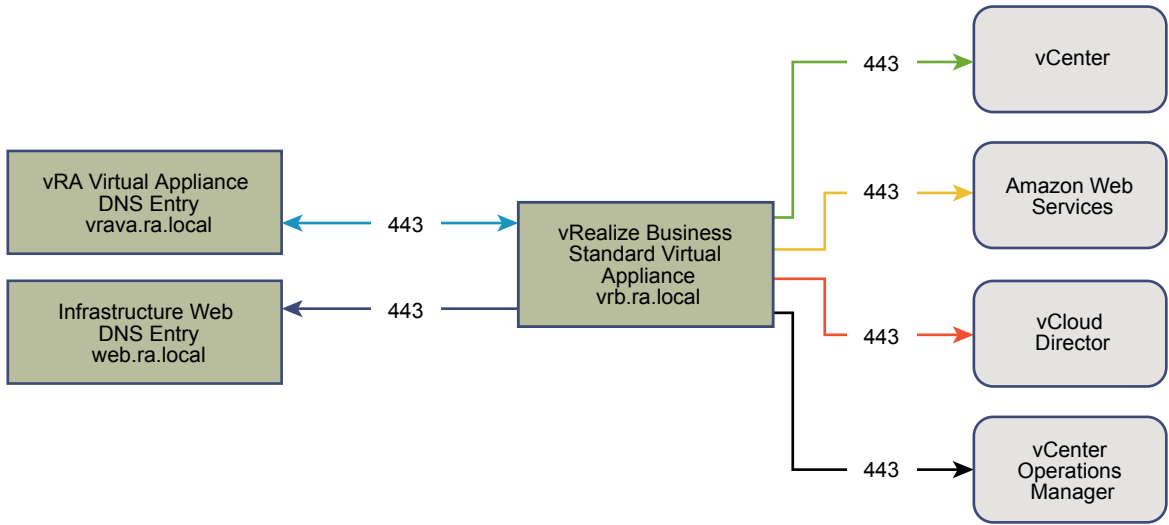 vRA Virtual Appliance
DNS Entry
vrava.ra.local
443
Infrastructure Web
DNS Entry
web.ra.local
443
vRealize Business
Standard Virtual
Appliance
vrb.ra.local
443
vCenter
443
Amazon Web
Services
443
vCloud
Director
443
vCenter
Operations
Manager